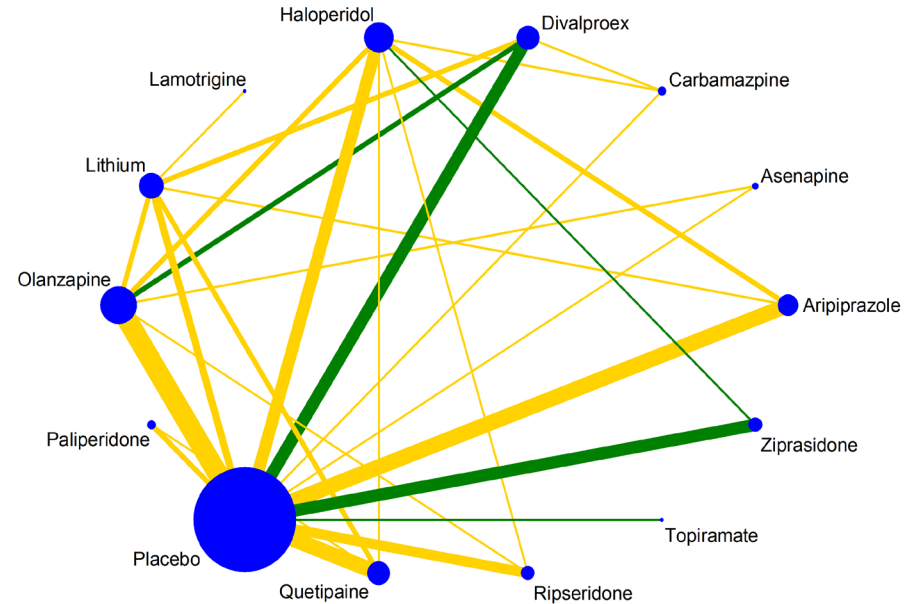 Haloperidol
Divalproex
Lamotrigine
Carbamazpine
Lithium
Asenapine
Olanzapine
Aripiprazole
Paliperidone
Ziprasidone
Topiramate
Placebo
Quetipaine
Ripseridone